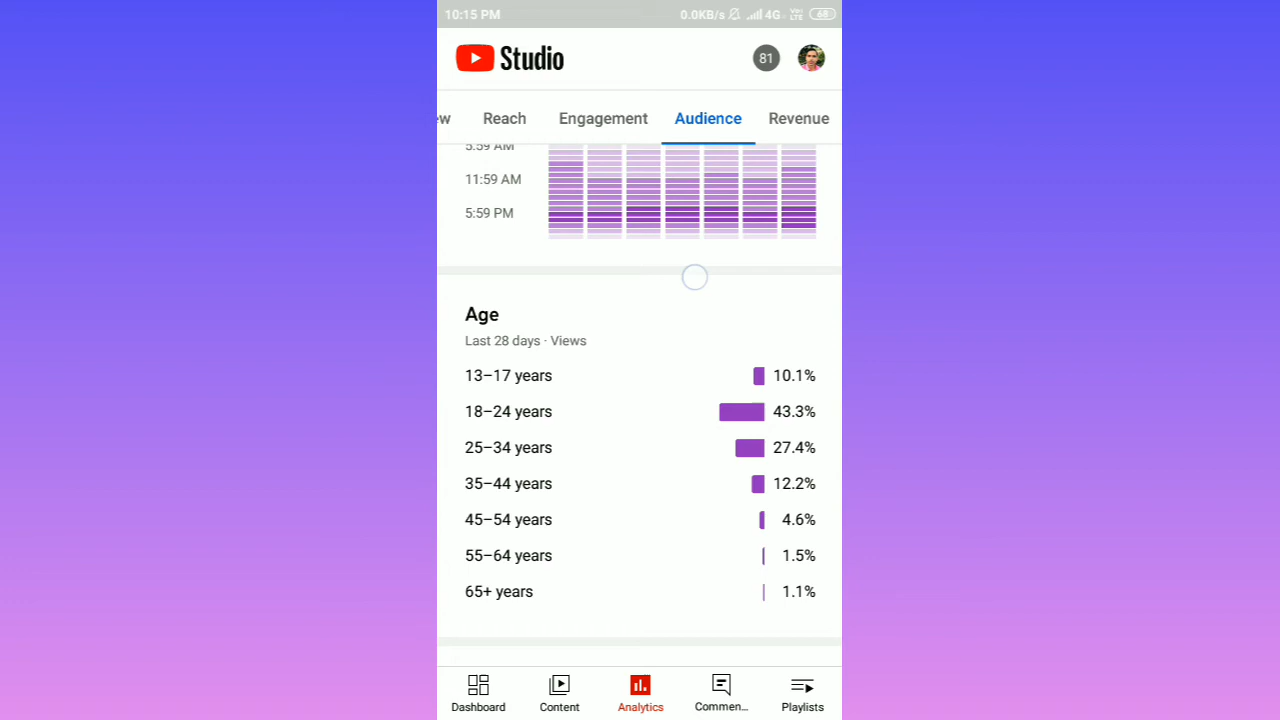 10:15 PM 0.0KB/s 4G VoLTE 68
Studio 81
ew Reach Engagement Audience Revenue
5:59 AM
11:59 AM
5:59 PM
Age
Last 28 days · Views
13–17 years 10.1%
18–24 years 43.3%
25–34 years 27.4%
35–44 years 12.2%
45–54 years 4.6%
55–64 years 1.5%
65+ years 1.1%
Dashboard Content Analytics Commen... Playlists